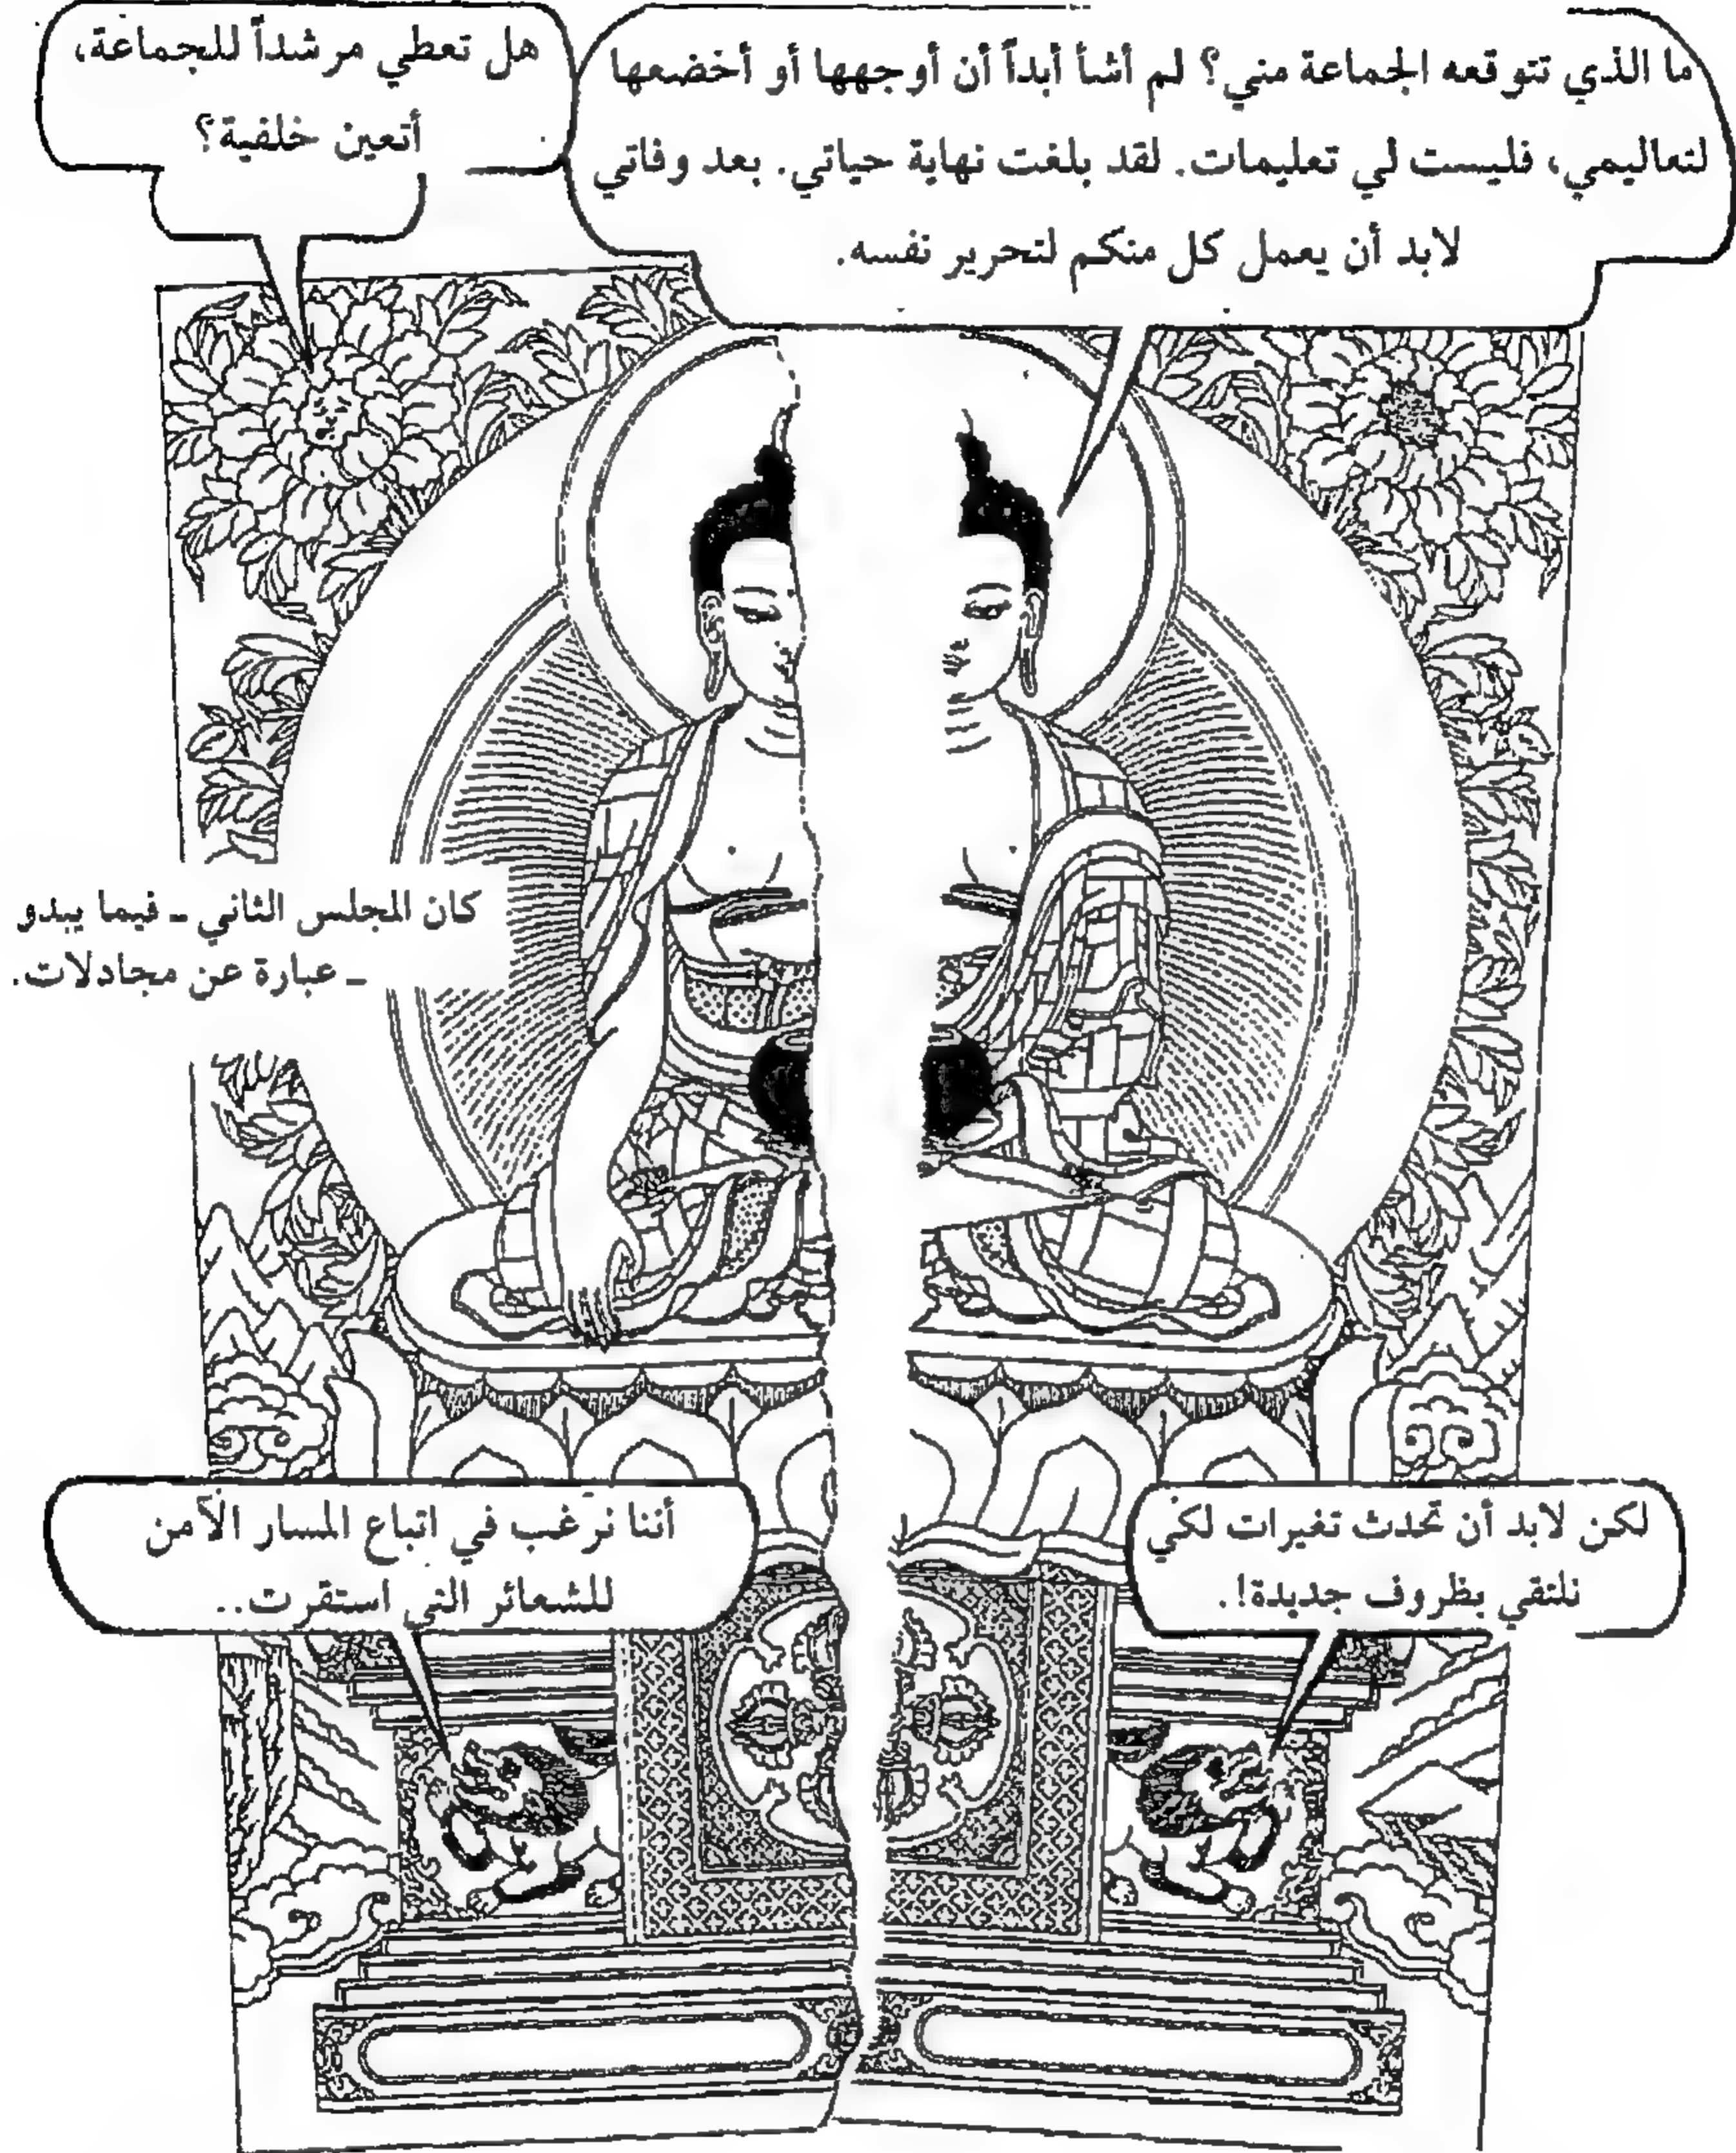 هل تعطي مرشداً للجماعة،
أتعين خلفية؟
ما الذي تتوقعه الجماعة مني؟ لم أشأ أبداً أن أوجهها أو أخضعها
لتعاليمي، فليست لي تعليمات. لقد بلغت نهاية حياتي. بعد وفاتي
لابد أن يعمل كل منكم لتحرير نفسه.
كان المجلس الثاني ـ فيما يبدو
ـ عبارة عن مجادلات.
أننا نرغب في اتباع المسار الآمن
للشعائر التي استقرت..
لكن لابد أن تحدث تغيرات لكي
نلتقي بظروف جديدة!.